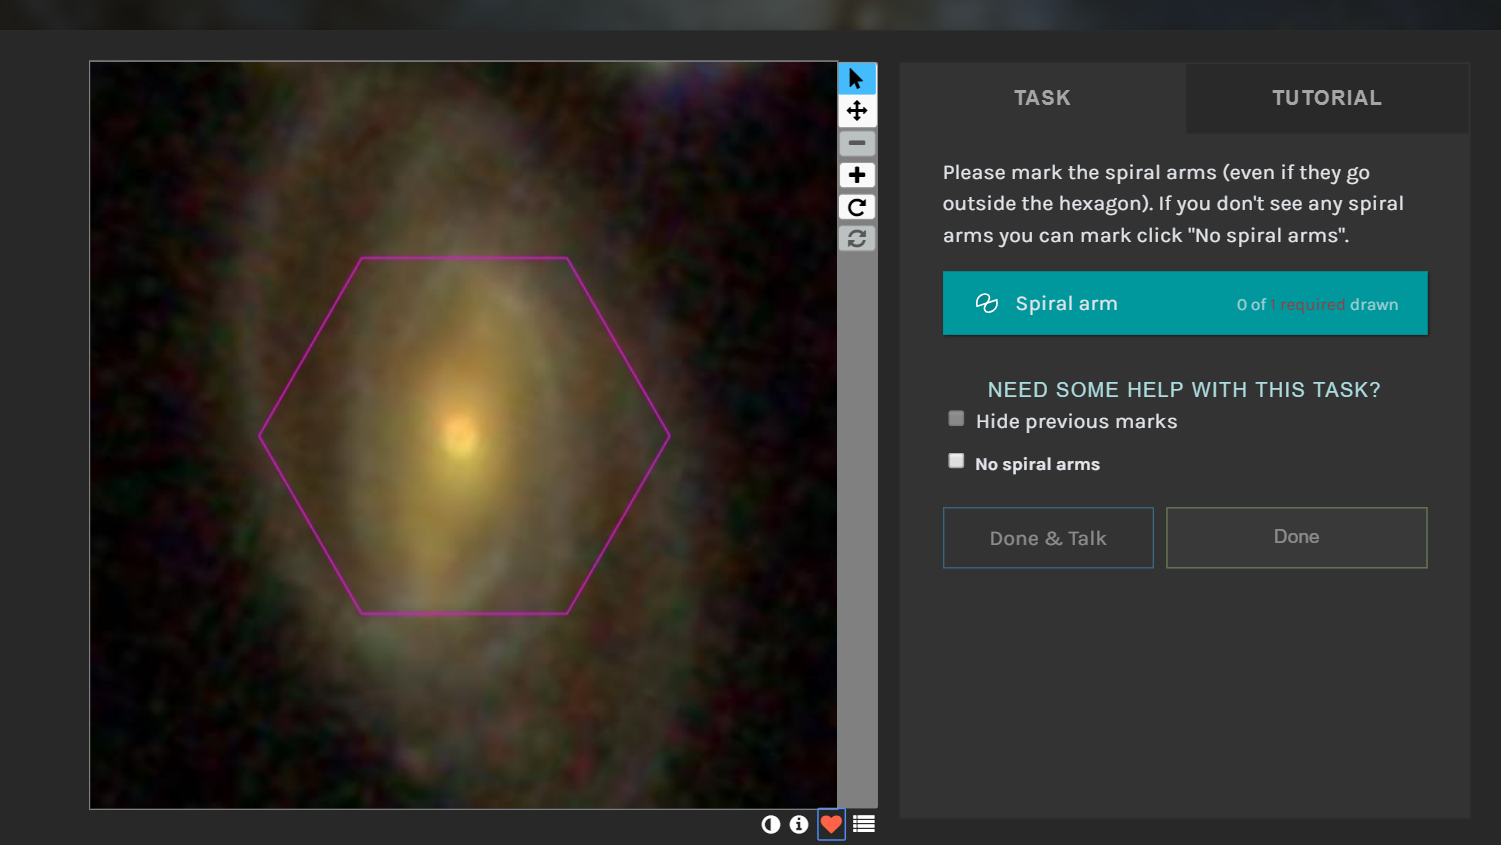 TASK
TUTORIAL
Please mark the spiral arms (even if they go
outside the hexagon). If you don't see any spiral
arms you can mark click "No spiral arms".
Spiral arm
0 of 1 required drawn
NEED SOME HELP WITH THIS TASK?
Hide previous marks
No spiral arms
Done & Talk
Done